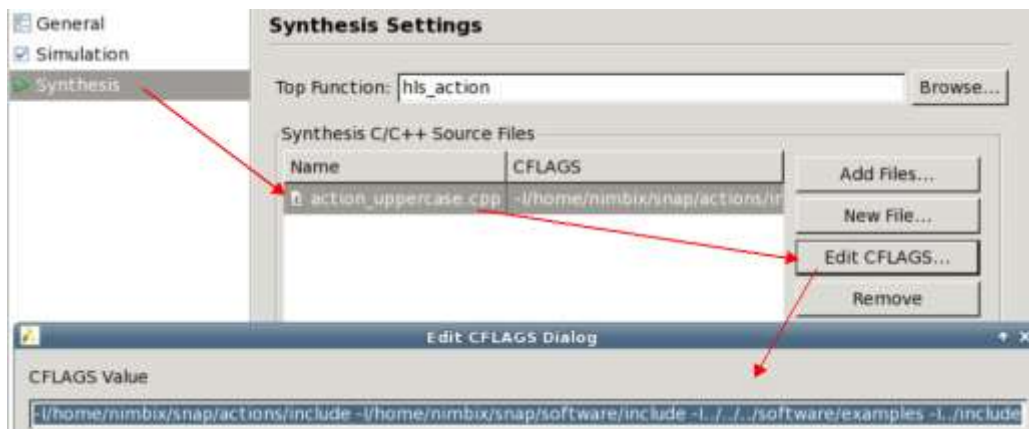 General
Simulation
Synthesis
Synthesis Settings
Top Function: hls_action Browse...
Synthesis C/C++ Source Files
Name CFLAGS
action_uppercase.cpp -I/home/nimbix/snap/actions/ir
Add Files...
New File...
Edit CFLAGS...
Remove
Edit CFLAGS Dialog
CFLAGS Value
-I/home/nimbix/snap/actions/include -I/home/nimbix/snap/software/include -I../../../software/examples -I../include